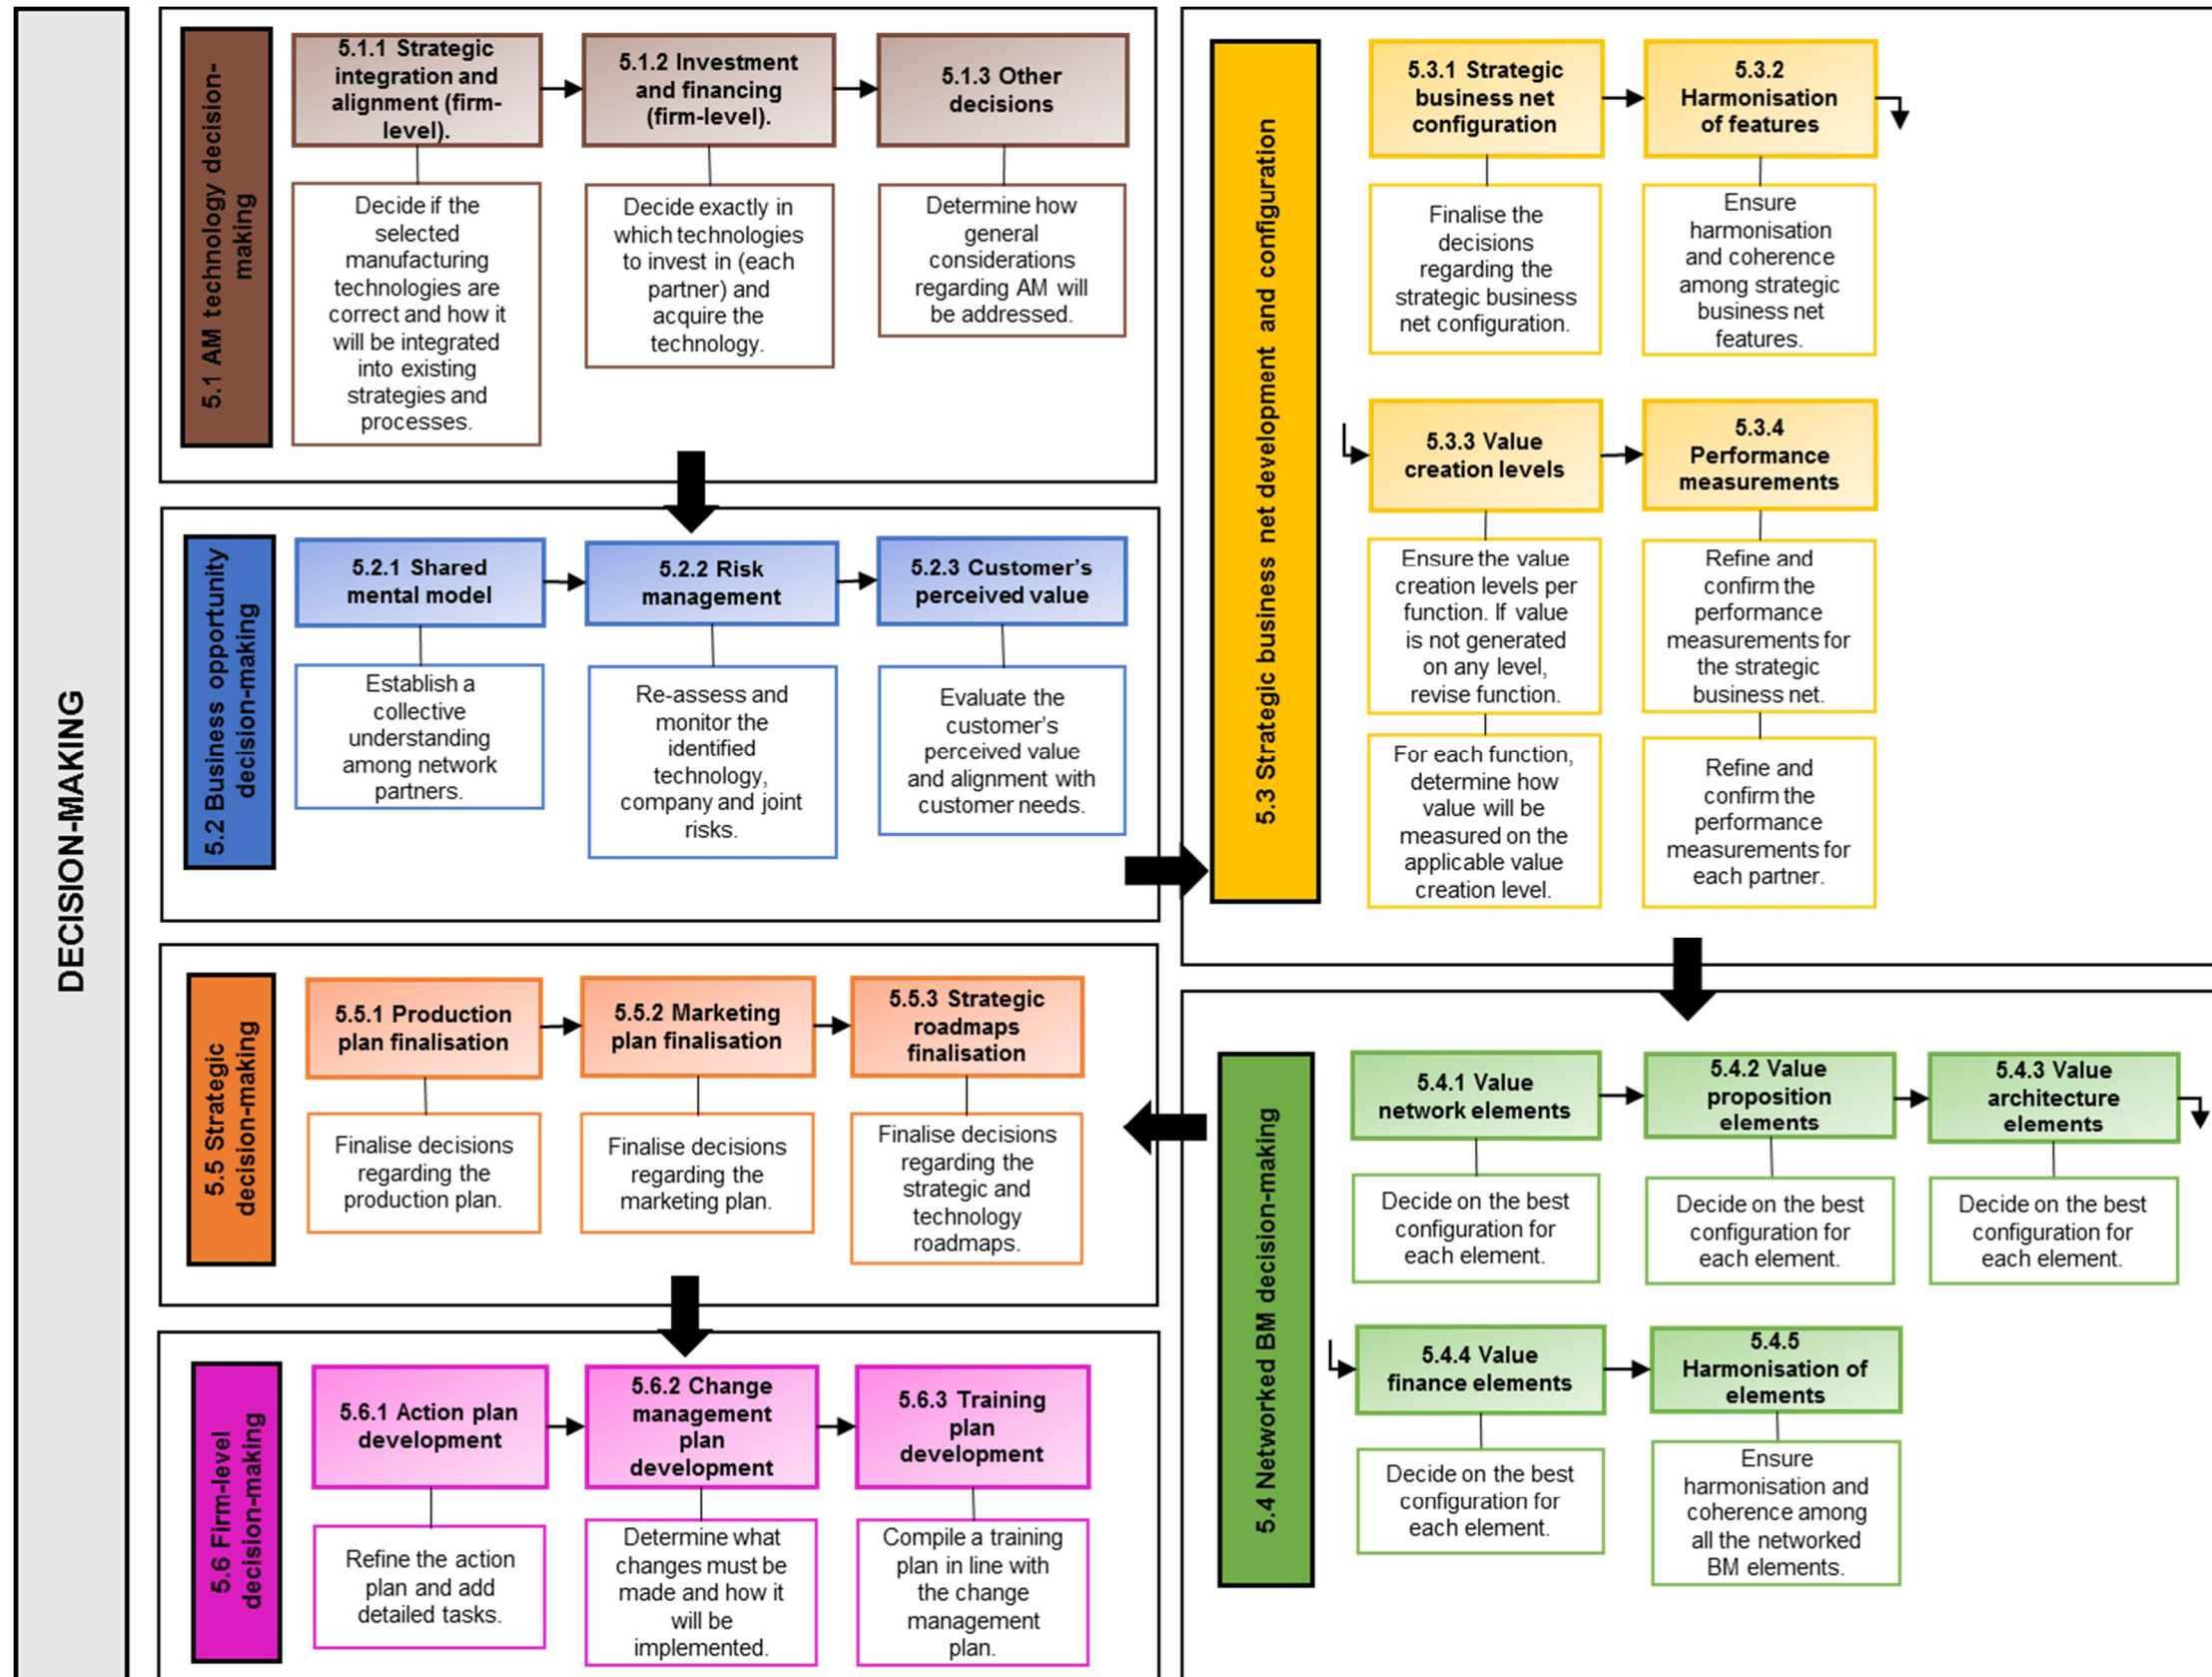 DECISION-MAKING
5.1 AM technology decision-
making
5.1.1 Strategic
integration and
alignment (firm-
level).
5.1.2 Investment
and financing
(firm-level).
5.1.3 Other
decisions
Decide if the
selected
manufacturing
technologies are
correct and how it
will be integrated
into existing
strategies and
processes.
Decide exactly in
which technologies
to invest in (each
partner) and
acquire the
technology.
Determine how
general
considerations
regarding AM will
be addressed.
5.2 Business opportunity
decision-making
5.2.1 Shared
mental model
5.2.2 Risk
management
5.2.3 Customer’s
perceived value
Establish a
collective
understanding
among network
partners.
Re-assess and
monitor the
identified
technology,
company and joint
risks.
Evaluate the
customer’s
perceived value
and alignment with
customer needs.
5.3 Strategic business net development and configuration
5.3.1 Strategic
business net
configuration
5.3.2
Harmonisation
of features
Finalise the
decisions
regarding the
strategic business
net configuration.
Ensure
harmonisation
and coherence
among strategic
business net
features.
5.3.3 Value
creation levels
5.3.4
Performance
measurements
Ensure the value
creation levels per
function. If value
is not generated
on any level,
revise function.
Refine and
confirm the
performance
measurements for
the strategic
business net.
For each function,
determine how
value will be
measured on the
applicable value
creation level.
Refine and
confirm the
performance
measurements for
each partner.
5.4 Networked BM decision-making
5.4.1 Value
network elements
5.4.2 Value
proposition
elements
5.4.3 Value
architecture
elements
Decide on the best
configuration for
each element.
Decide on the best
configuration for
each element.
Decide on the best
configuration for
each element.
5.4.4 Value
finance elements
5.4.5
Harmonisation of
elements
Decide on the best
configuration for
each element.
Ensure
harmonisation and
coherence among
all the networked
BM elements.
5.5 Strategic
decision-making
5.5.1 Production
plan finalisation
5.5.2 Marketing
plan finalisation
5.5.3 Strategic
roadmaps
finalisation
Finalise decisions
regarding the
production plan.
Finalise decisions
regarding the
marketing plan.
Finalise decisions
regarding the
strategic and
technology
roadmaps.
5.6 Firm-level
decision-making
5.6.1 Action plan
development
5.6.2 Change
management
plan
development
5.6.3 Training
plan
development
Refine the action
plan and add
detailed tasks.
Determine what
changes must be
made and how it
will be
implemented.
Compile a training
plan in line with
the change
management
plan.